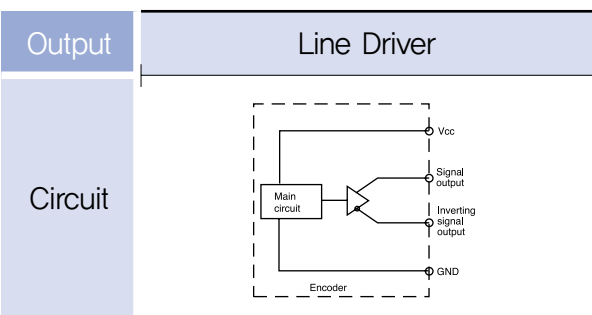 Output
Line Driver
Circuit
Vcc
Signal
output
Main
circuit
Inverting
signal
output
GND
Encoder